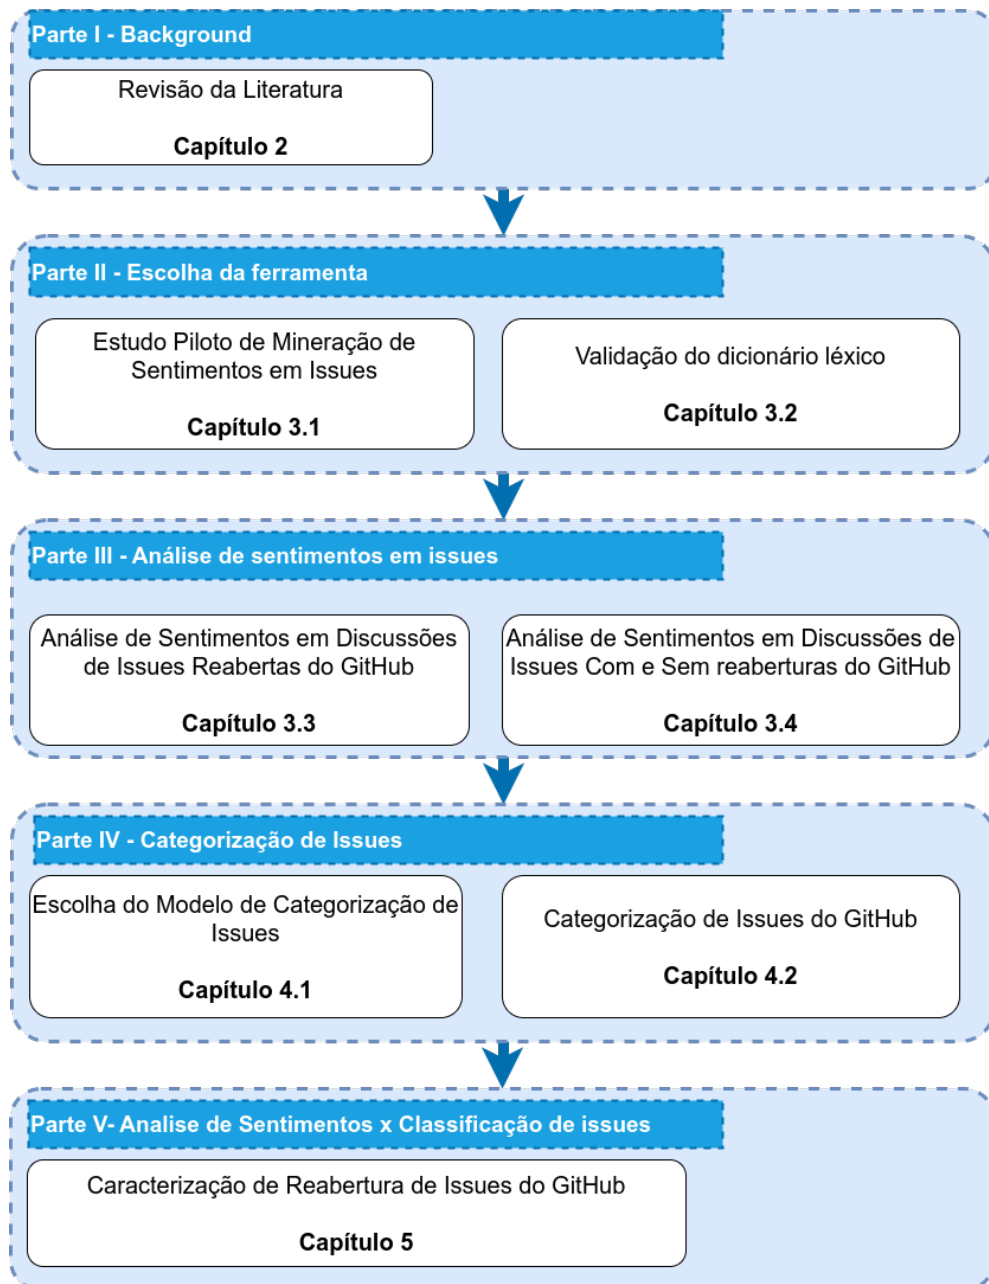 Parte I - Background
Revisão da Literatura
Capítulo 2
Parte II - Escolha da ferramenta
Estudo Piloto de Mineração de
Sentimentos em Issues
Capítulo 3.1
Validação do dicionário léxico
Capítulo 3.2
Parte III - Análise de sentimentos em issues
Análise de Sentimentos em Discussões
de Issues Reabertas do GitHub
Capítulo 3.3
Análise de Sentimentos em Discussões de
Issues Com e Sem reaberturas do GitHub
Capítulo 3.4
Parte IV - Categorização de Issues
Escolha do Modelo de Categorização de
Issues
Capítulo 4.1
Categorização de Issues do GitHub
Capítulo 4.2
Parte V- Analise de Sentimentos x Classificação de issues
Caracterização de Reabertura de Issues do GitHub
Capítulo 5